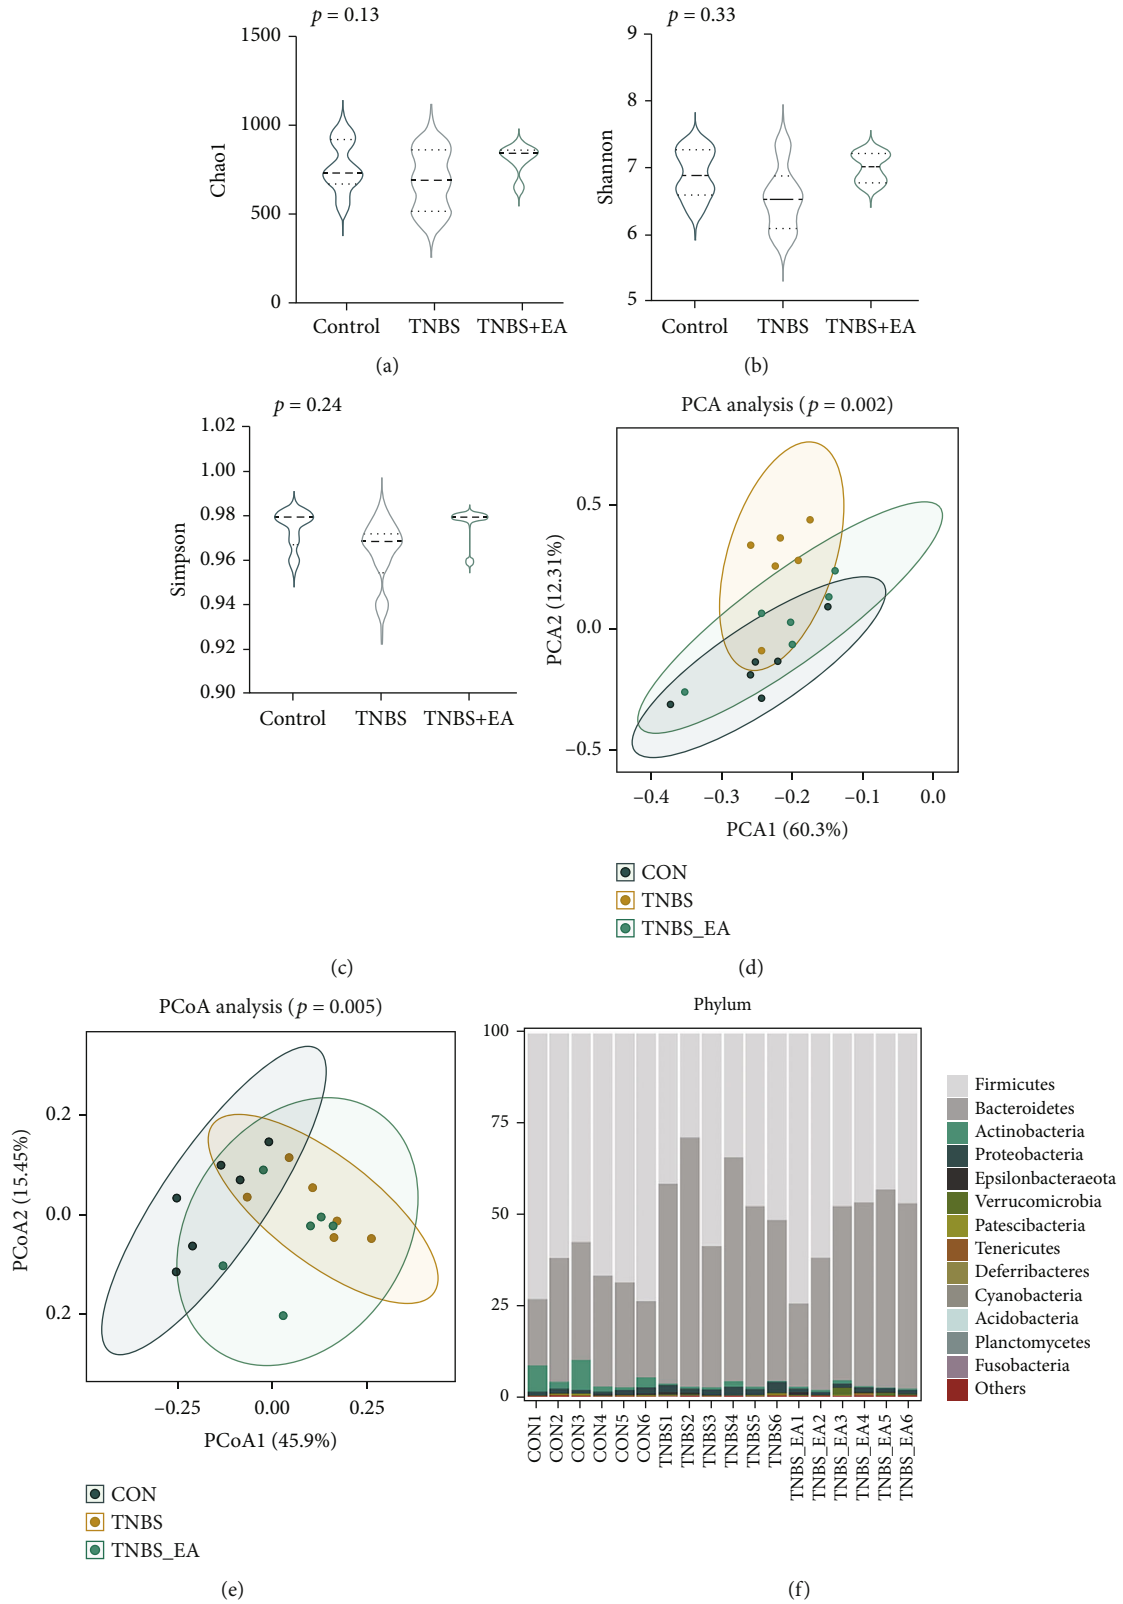 p = 0.13
1500
1000
500
0
Chao1
Control TNBS TNBS+EA
(a)
p = 0.33
9
8
7
6
5
Shannon
Control TNBS TNBS+EA
(b)
p = 0.24
1.02
1.00
0.98
0.96
0.94
0.92
0.90
Simpson
Control TNBS TNBS+EA
(c)
PCA analysis (p = 0.002)
0.5
0.0
–0.5
PCA2 (12.31%)
–0.4 –0.3 –0.2 –0.1 0.0
PCA1 (60.3%)
CON
TNBS
TNBS_EA
(d)
PCoA analysis (p = 0.005)
0.2
0.0
0.2
PCoA2 (15.45%)
–0.25 0.00 0.25
PCoA1 (45.9%)
CON
TNBS
TNBS_EA
(e)
Phylum
100
75
50
25
0
CON1
CON2
CON3
CON4
CON5
CON6
TNBS1
TNBS2
TNBS3
TNBS4
TNBS5
TNBS6
TNBS_EA1
TNBS_EA2
TNBS_EA3
TNBS_EA4
TNBS_EA5
TNBS_EA6
Firmicutes
Bacteroidetes
Actinobacteria
Proteobacteria
Epsilonbacteraeota
Verrucomicrobia
Patescibacteria
Tenericutes
Deferribacteres
Cyanobacteria
Acidobacteria
Planctomycetes
Fusobacteria
Others
(f)